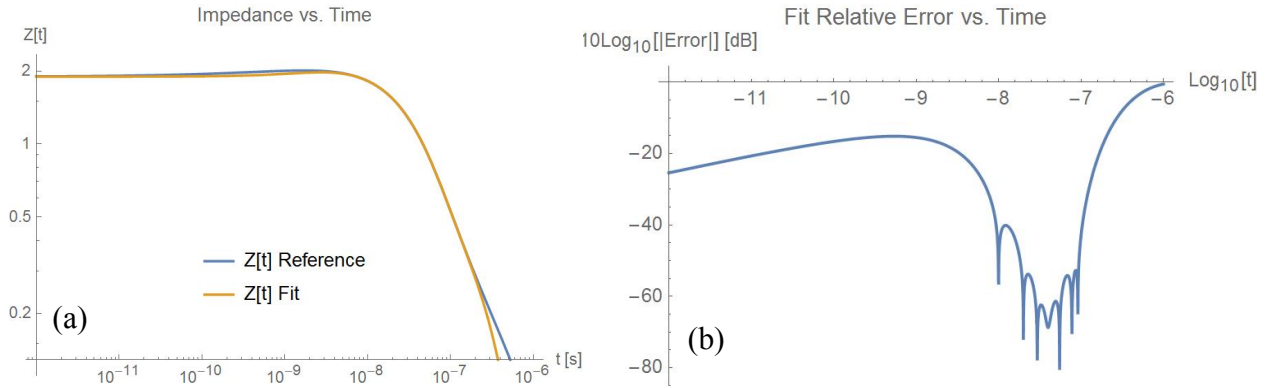 Impedance vs. Time
Z[t]
2
1
0.5
0.2
Z[t] Reference
Z[t] Fit
(a)
t [s]
10⁻¹¹ 10⁻¹⁰ 10⁻⁹ 10⁻⁸ 10⁻⁷ 10⁻⁶
Fit Relative Error vs. Time
10Log₁₀[|Error|] [dB]
Log₁₀[t]
−11 −10 −9 −8 −7 −6
−20
−40
−60
−80
(b)